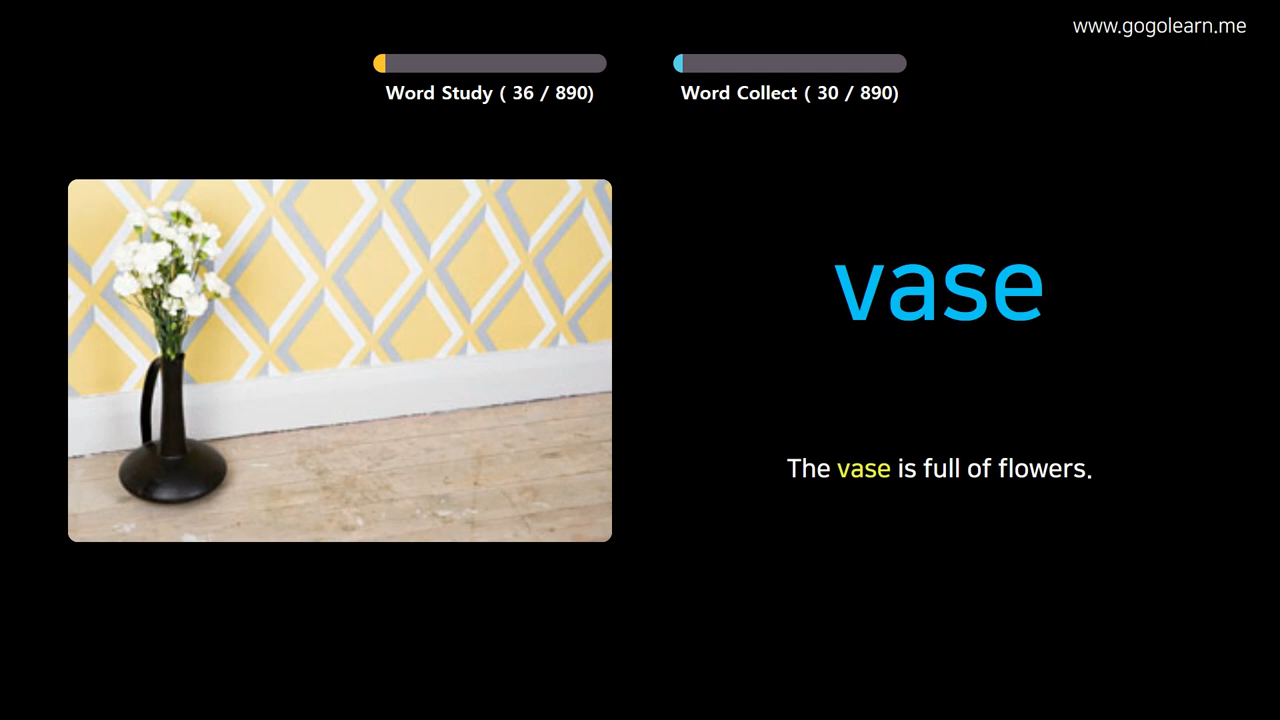 www.gogolearn.me
Word Study ( 36 / 890)
Word Collect ( 30 / 890)
vase
The vase is full of flowers.